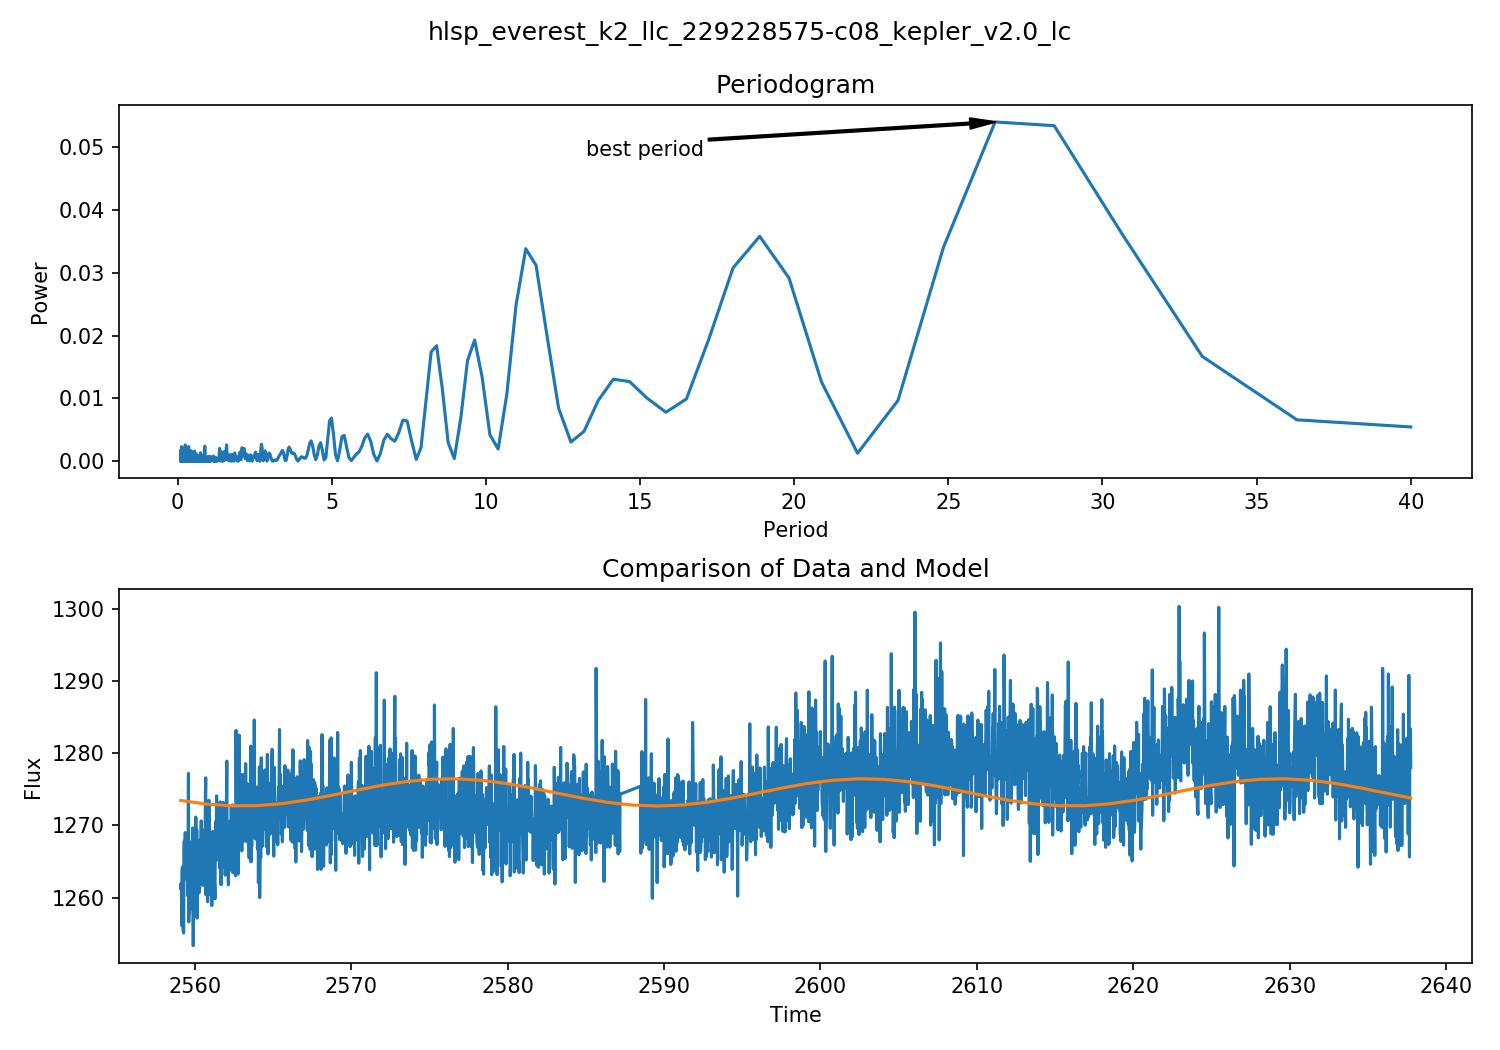 hlsp_everest_k2_llc_229228575-c08_kepler_v2.0_lc
Periodogram
best period
0.05
0.04
0.03
0.02
0.01
0.00
Power
0 5 10 15 20 25 30 35 40
Period
Comparison of Data and Model
1300
1290
1280
1270
1260
Flux
2560 2570 2580 2590 2600 2610 2620 2630 2640
Time